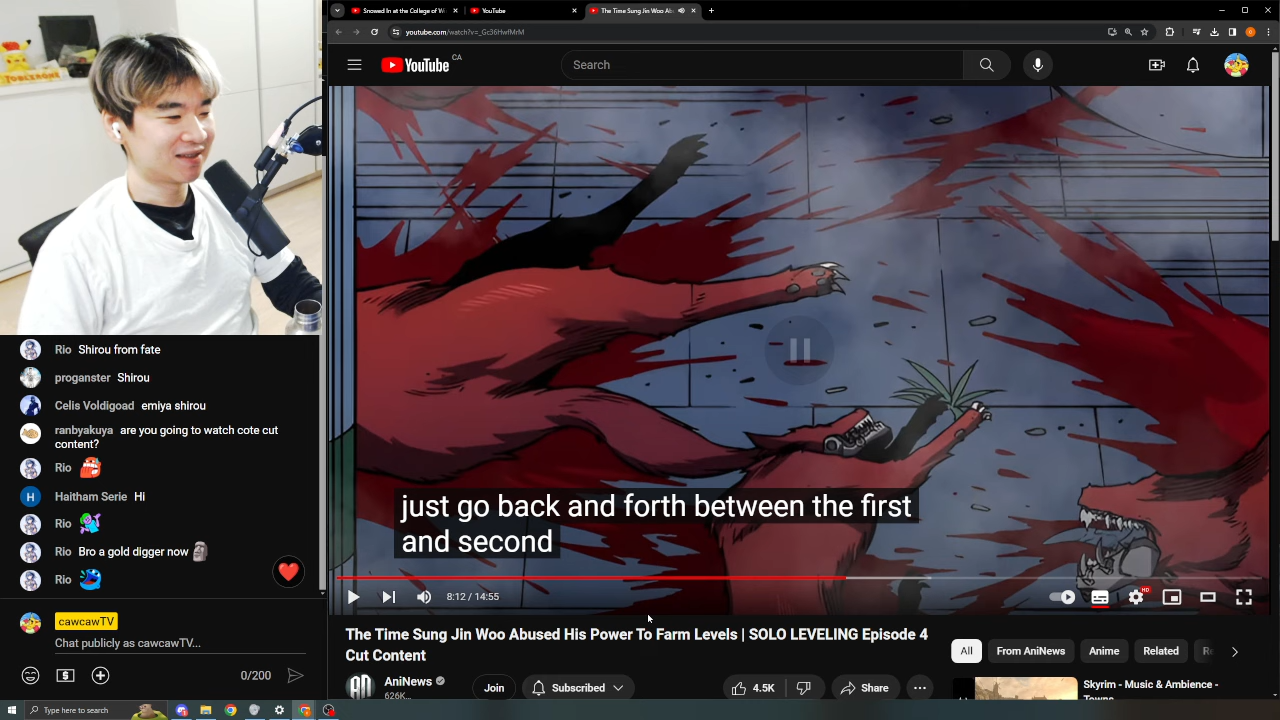 TOBLERONE
Snowed In at the College of W
YouTube
The Time Sung Jin Woo Ab
youtube.com/watch?v=_Gc36HwfMrM
YouTube CA
Search
just go back and forth between the first
and second
8:12 / 14:55
HD
The Time Sung Jin Woo Abused His Power To Farm Levels | SOLO LEVELING Episode 4
Cut Content
AniNews
626K
Join
Subscribed
4.5K
Share
All
From AniNews
Anime
Related
Skyrim - Music & Ambience -
Towns
Rio Shirou from fate
proganster Shirou
Celis Voldigoad emiya shirou
ranbyakuya are you going to watch cote cut
content?
Rio
H Haitham Serie Hi
Rio
Rio Bro a gold digger now
Rio
cawcawTV
Chat publicly as cawcawTV...
0/200
Type here to search